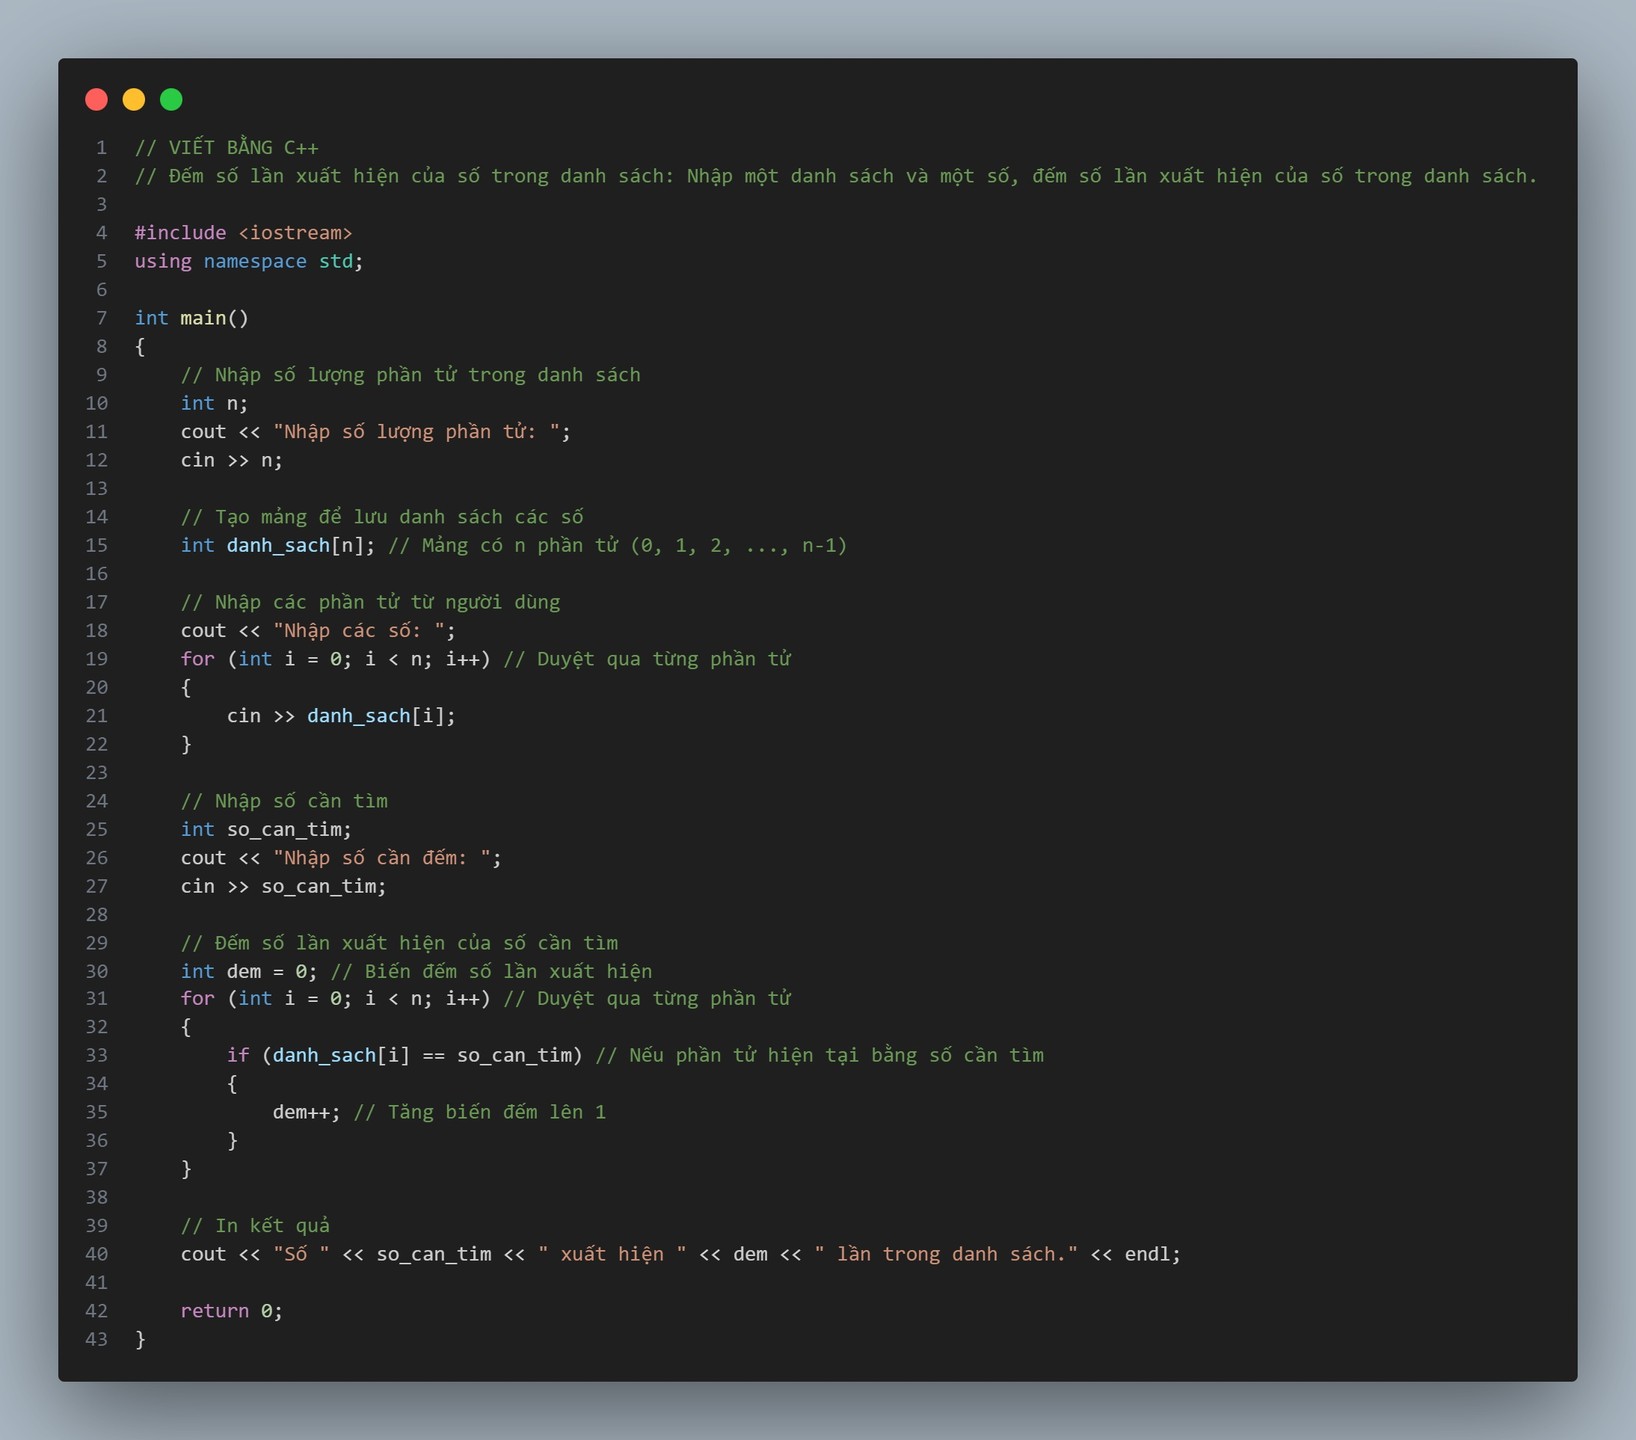 1 // VIẾT BẰNG C++
2 // Đếm số lần xuất hiện của số trong danh sách: Nhập một danh sách và một số, đếm số lần xuất hiện của số trong danh sách.
3
4 #include <iostream>
5 using namespace std;
6
7 int main()
8 {
9     // Nhập số lượng phần tử trong danh sách
10     int n;
11     cout << "Nhập số lượng phần tử: ";
12     cin >> n;
13
14     // Tạo mảng để lưu danh sách các số
15     int danh_sach[n]; // Mảng có n phần tử (0, 1, 2, ..., n-1)
16
17     // Nhập các phần tử từ người dùng
18     cout << "Nhập các số: ";
19     for (int i = 0; i < n; i++) // Duyệt qua từng phần tử
20     {
21         cin >> danh_sach[i];
22     }
23
24     // Nhập số cần tìm
25     int so_can_tim;
26     cout << "Nhập số cần đếm: ";
27     cin >> so_can_tim;
28
29     // Đếm số lần xuất hiện của số cần tìm
30     int dem = 0; // Biến đếm số lần xuất hiện
31     for (int i = 0; i < n; i++) // Duyệt qua từng phần tử
32     {
33         if (danh_sach[i] == so_can_tim) // Nếu phần tử hiện tại bằng số cần tìm
34         {
35             dem++; // Tăng biến đếm lên 1
36         }
37     }
38
39     // In kết quả
40     cout << "Số " << so_can_tim << " xuất hiện " << dem << " lần trong danh sách." << endl;
41
42     return 0;
43 }